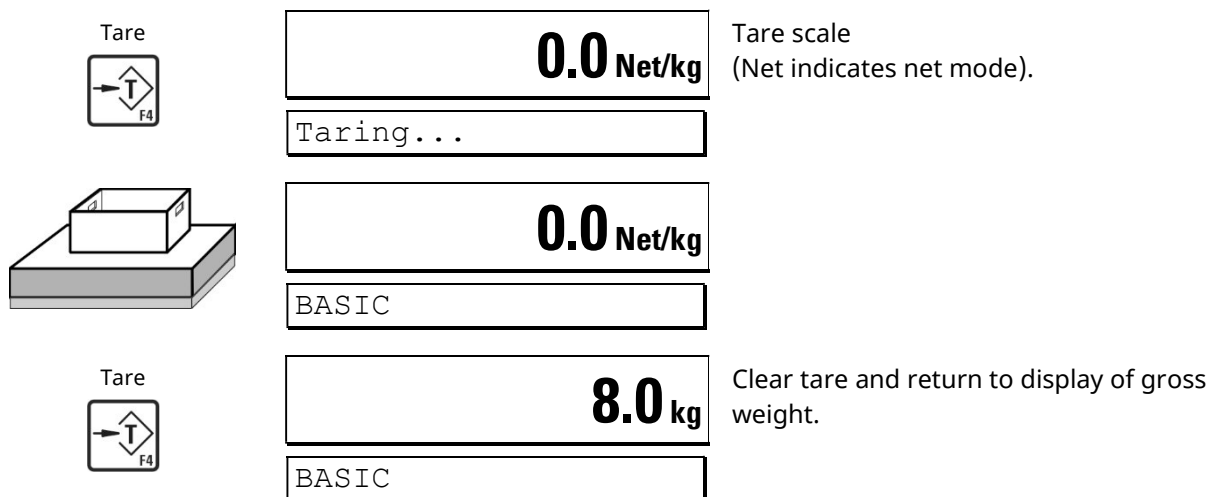 Tare
T
F4
0.0 Net/kg
Tare scale
(Net indicates net mode).
Taring...
0.0 Net/kg
BASIC
Tare
T
F4
8.0 kg
Clear tare and return to display of gross
weight.
BASIC